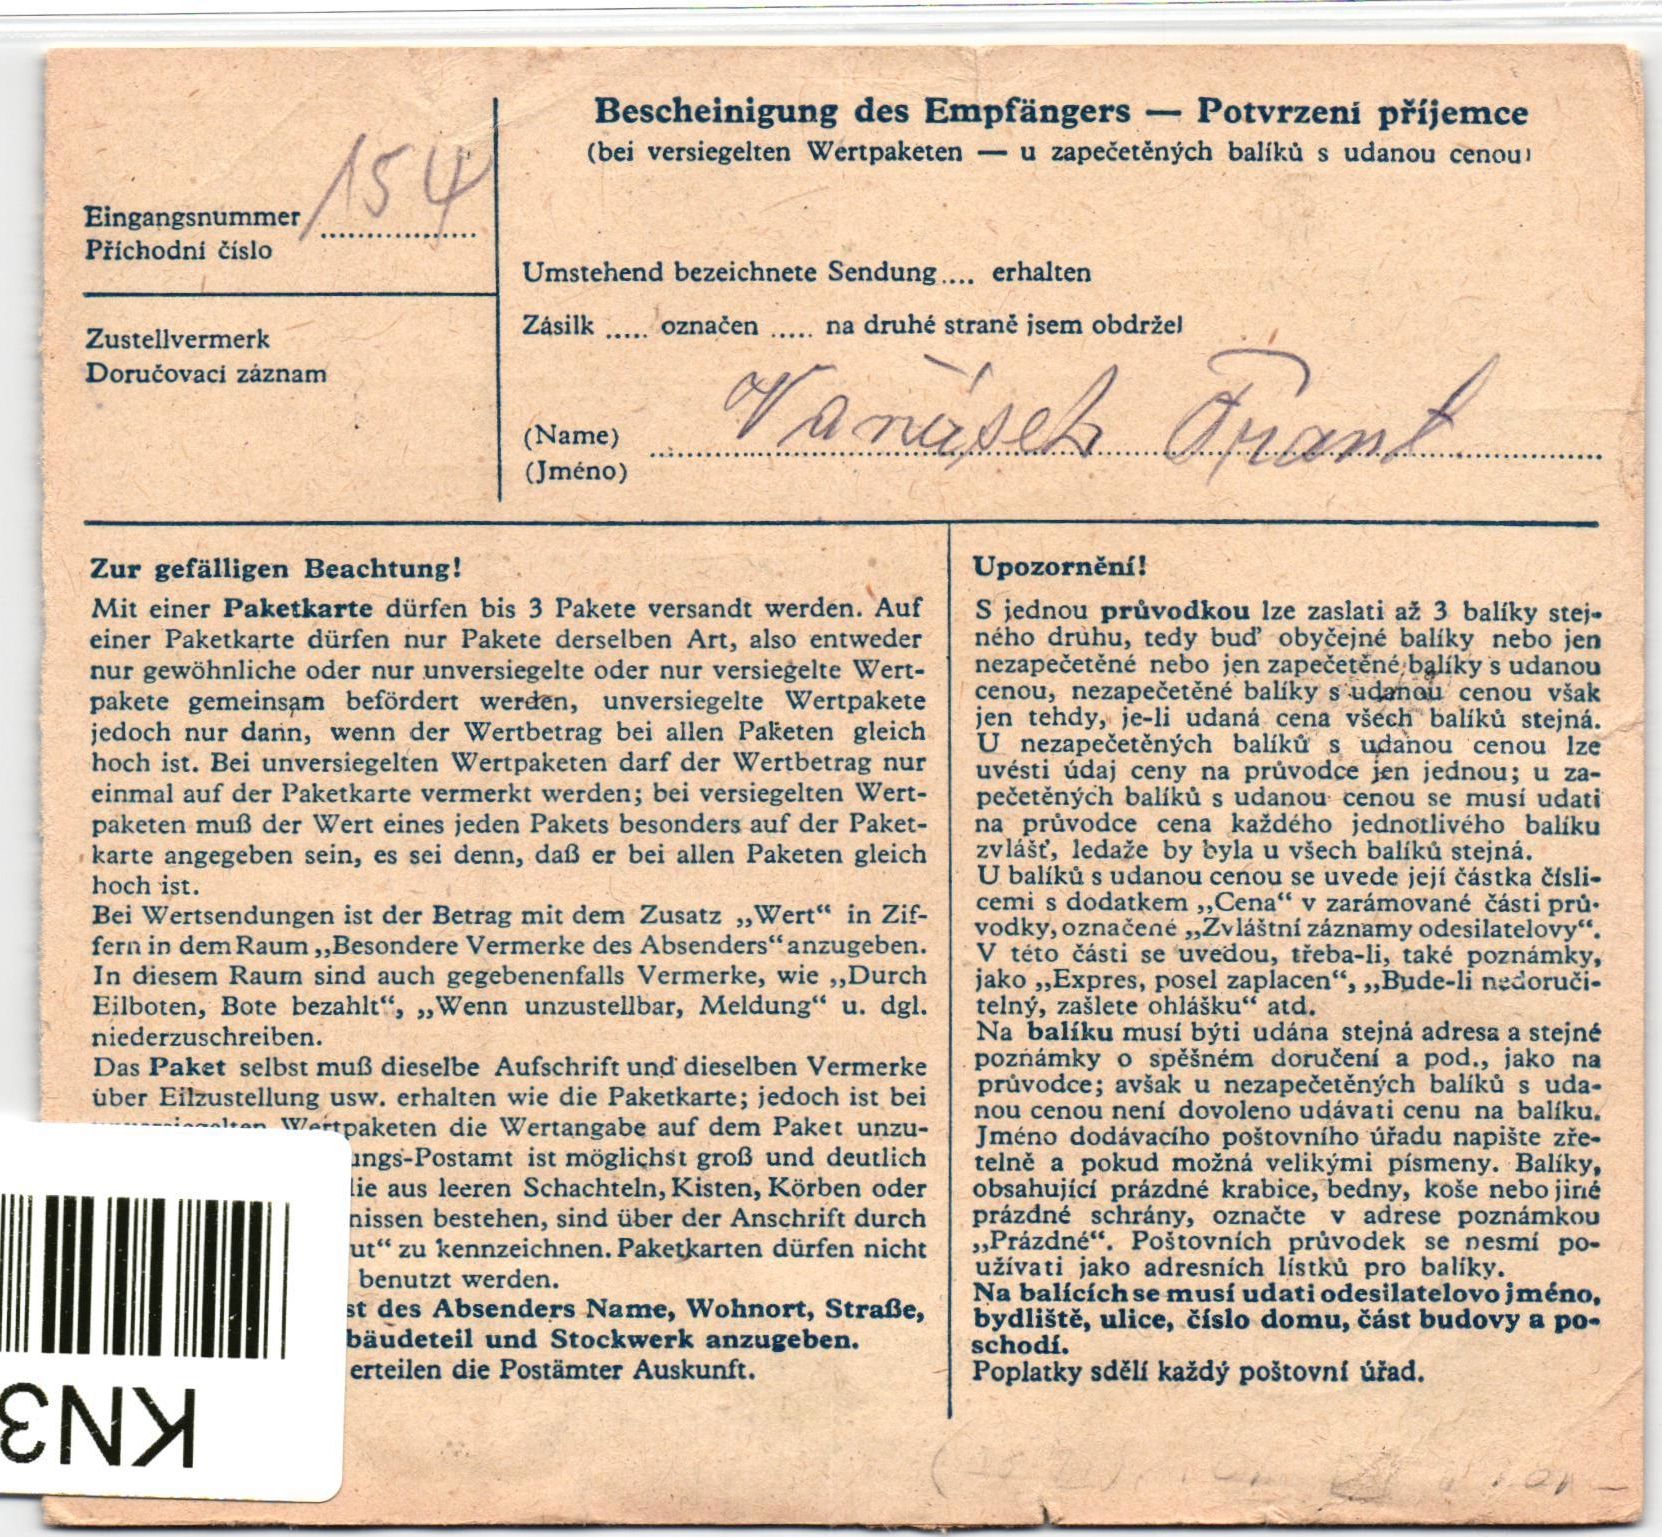 Bescheinigung des Empfängers — Potvrzení příjemce
(bei versiegelten Wertpaketen — u zapečetěných balíků s udanou cenou)
154
Eingangsnummer ................
Příchodní číslo
Umstehend bezeichnete Sendung .... erhalten
Zásilk ..... označen ..... na druhé straně jsem obdržel
Zustellvermerk
Doručovací záznam
(Name)
(Jméno)
Zur gefälligen Beachtung!
Mit einer Paketkarte dürfen bis 3 Pakete versandt werden. Auf
einer Paketkarte dürfen nur Pakete derselben Art, also entweder
nur gewöhnliche oder nur unversiegelte oder nur versiegelte Wert-
pakete gemeinsam befördert werden, unversiegelte Wertpakete
jedoch nur dann, wenn der Wertbetrag bei allen Paketen gleich
hoch ist. Bei unversiegelten Wertpaketen darf der Wertbetrag nur
einmal auf der Paketkarte vermerkt werden; bei versiegelten Wert-
paketen muß der Wert eines jeden Pakets besonders auf der Paket-
karte angegeben sein, es sei denn, daß er bei allen Paketen gleich
hoch ist.
Bei Wertsendungen ist der Betrag mit dem Zusatz „Wert“ in Zif-
fern in dem Raum „Besondere Vermerke des Absenders“ anzugeben.
In diesem Raum sind auch gegebenenfalls Vermerke, wie „Durch
Eilboten, Bote bezahlt“, „Wenn unzustellbar, Meldung“ u. dgl.
niederzuschreiben.
Das Paket selbst muß dieselbe Aufschrift und dieselben Vermerke
über Eilzustellung usw. erhalten wie die Paketkarte; jedoch ist bei
unversiegelten Wertpaketen die Wertangabe auf dem Paket unzu-
ungs-Postamt ist möglichst groß und deutlich
lie aus leeren Schachteln, Kisten, Körben oder
nissen bestehen, sind über der Anschrift durch
ut“ zu kennzeichnen. Paketkarten dürfen nicht
benutzt werden.
st des Absenders Name, Wohnort, Straße,
bäudeteil und Stockwerk anzugeben.
erteilen die Postämter Auskunft.
Upozornění!
S jednou průvodkou lze zaslati až 3 balíky stej-
ného druhu, tedy buď obyčejné balíky nebo jen
nezapečetěné nebo jen zapečetěné balíky s udanou
cenou, nezapečetěné balíky s udanou cenou však
jen tehdy, je-li udaná cena všech balíků stejná.
U nezapečetěných balíků s udanou cenou lze
uvésti údaj ceny na průvodce jen jednou; u za-
pečetěných balíků s udanou cenou se musí udati
na průvodce cena každého jednotlivého balíku
zvlášť, ledaže by byla u všech balíků stejná.
U balíků s udanou cenou se uvede její částka čísli-
cemi s dodatkem „Cena“ v zarámované části prů-
vodky, označené „Zvláštní záznamy odesilatelovy“.
V této části se uvedou, třeba-li, také poznámky,
jako „Expres, posel zaplacen“, „Bude-li nedoruči-
telný, zašlete ohlášku“ atd.
Na balíku musí býti udána stejná adresa a stejné
poznámky o spěšném doručení a pod., jako na
průvodce; avšak u nezapečetěných balíků s uda-
nou cenou není dovoleno udávati cenu na balíku.
Jméno dodávacího poštovního úřadu napište zře-
telně a pokud možná velikými písmeny. Balíky,
obsahující prázdné krabice, bedny, koše nebo jiné
prázdné schrány, označte v adrese poznámkou
„Prázdné“. Poštovních průvodek se nesmí po-
užívati jako adresních lístků pro balíky.
Na balících se musí udati odesilatelovo jméno,
bydliště, ulice, číslo domu, část budovy a po-
schodí.
Poplatky sdělí každý poštovní úřad.
KN3